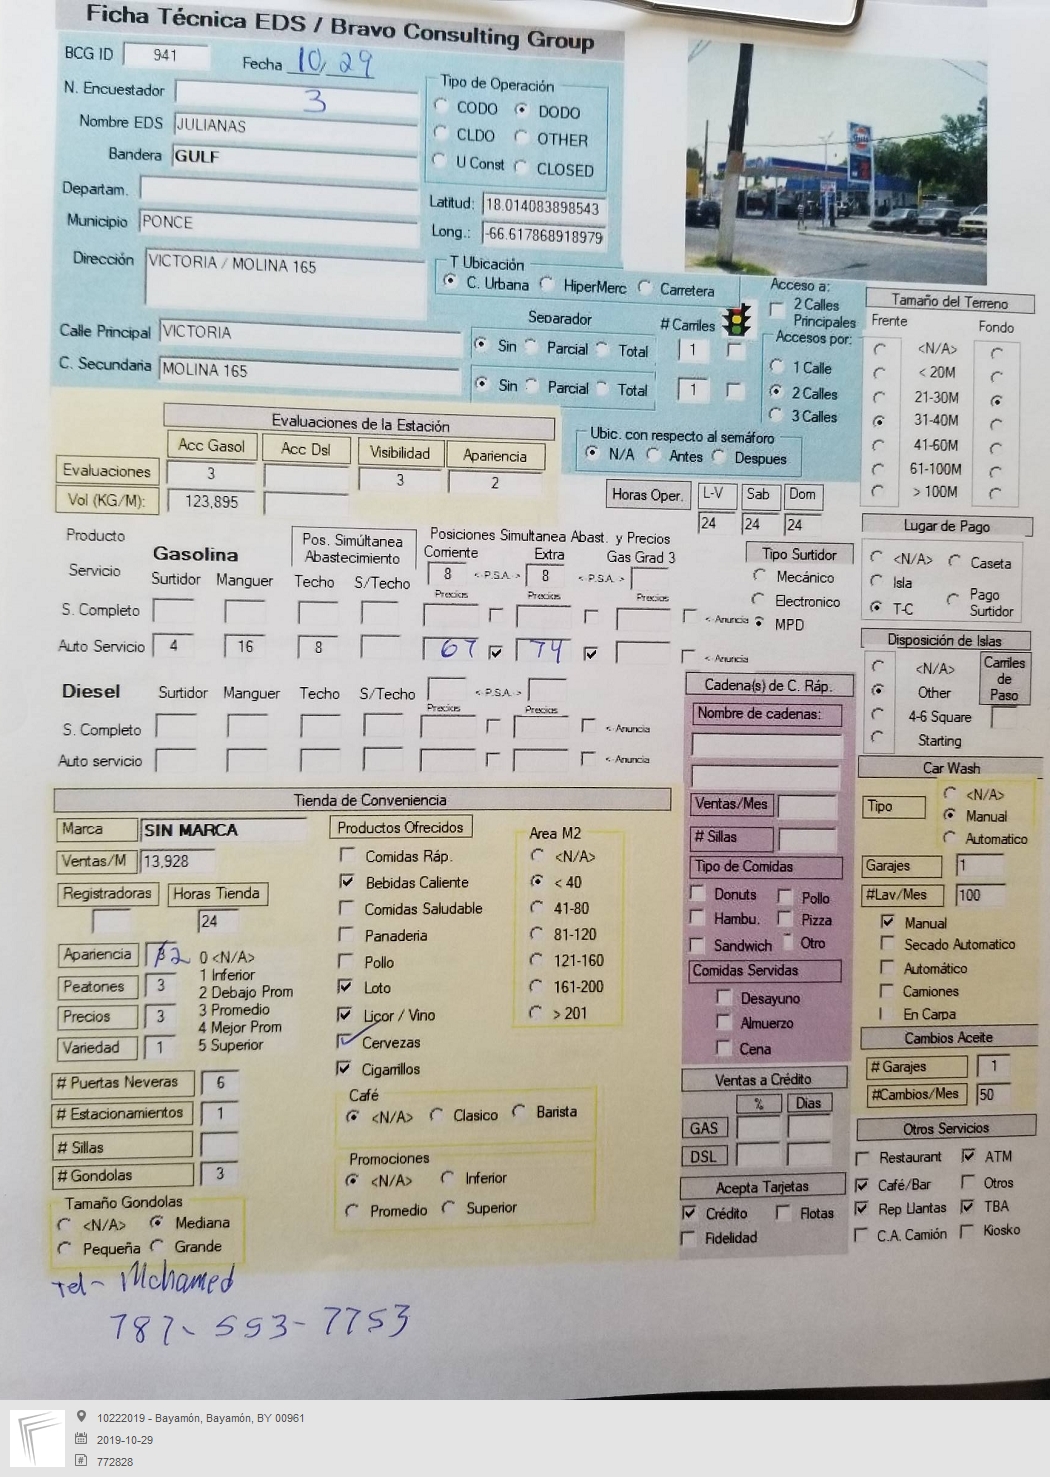 Ficha Técnica EDS / Bravo Consulting Group
BCG ID 941 Fecha 10, 29
N. Encuestador 3
Nombre EDS JULIANAS
Bandera GULF
Departam.
Municipio PONCE
Dirección VICTORIA / MOLINA 165
Calle Principal VICTORIA
C. Secundaria MOLINA 165
Tipo de Operación
CODO DODO
CLDO OTHER
U Const CLOSED
Latitud: 18.014083898543
Long.: -66.617868918979
T Ubicación
C. Urbana HiperMerc Carretera
Separador # Carriles
Sin Parcial Total 1
Sin Parcial Total 1
Acceso a:
2 Calles
Principales
Accesos por:
1 Calle
2 Calles
3 Calles
Ubic. con respecto al semáforo
N/A Antes Despues
Tamaño del Terreno
Frente Fondo
<N/A>
< 20M
21-30M
31-40M
41-60M
61-100M
> 100M
Evaluaciones de la Estación
Acc Gasol Acc Dsl Visibilidad Apariencia
Evaluaciones 3 3 2
Vol (KG/M): 123,895
Horas Oper. L-V Sab Dom
24 24 24
Producto
Gasolina
Servicio Surtidor Manguer
Pos. Simúltanea
Abastecimiento
Techo S/Techo
Posiciones Simultanea Abast. y Precios
Corriente Extra Gas Grad 3
8 <-P.S.A.-> 8 <-P.S.A.->
Precios Precios Precios
S. Completo <-Anuncia
Auto Servicio 4 16 8 67 74 <-Anuncia
Tipo Surtidor
Mecánico
Electronico
MPD
Lugar de Pago
<N/A> Caseta
Isla Pago
T-C Surtidor
Disposición de Islas
<N/A>
Other
4-6 Square
Starting
Carriles
de
Paso
Diesel Surtidor Manguer Techo S/Techo <-P.S.A.->
Precios Precios
S. Completo <-Anuncia
Auto servicio <-Anuncia
Cadena(s) de C. Ráp.
Nombre de cadenas:
Ventas/Mes
# Sillas
Tipo de Comidas
Donuts Pollo
Hambu. Pizza
Sandwich Otro
Comidas Servidas
Desayuno
Almuerzo
Cena
Car Wash
Tipo <N/A>
Manual
Automatico
Garajes 1
#Lav/Mes 100
Manual
Secado Automatico
Automático
Camiones
En Carpa
Cambios Aceite
# Garajes 1
#Cambios/Mes 50
Tienda de Conveniencia
Marca SIN MARCA
Ventas/M 13,928
Registradoras Horas Tienda
24
Apariencia 2 0 <N/A>
Peatones 3 1 Inferior
2 Debajo Prom
Precios 3 3 Promedio
4 Mejor Prom
Variedad 1 5 Superior
# Puertas Neveras 6
# Estacionamientos 1
# Sillas
# Gondolas 3
Tamaño Gondolas
<N/A> Mediana
Pequeña Grande
Productos Ofrecidos
Comidas Ráp.
Bebidas Caliente
Comidas Saludable
Panaderia
Pollo
Loto
Licor / Vino
Cervezas
Cigarrillos
Area M2
<N/A>
< 40
41-80
81-120
121-160
161-200
> 201
Café
<N/A> Clasico Barista
Promociones
<N/A> Inferior
Promedio Superior
Ventas a Crédito
% Dias
GAS
DSL
Acepta Tarjetas
Crédito Flotas
Fidelidad
Otros Servicios
Restaurant ATM
Café/Bar Otros
Rep Llantas TBA
C.A. Camión Kiosko
Tel- Mohamed
787-553-7753
10222019 - Bayamón, Bayamón, BY 00961
2019-10-29
772828